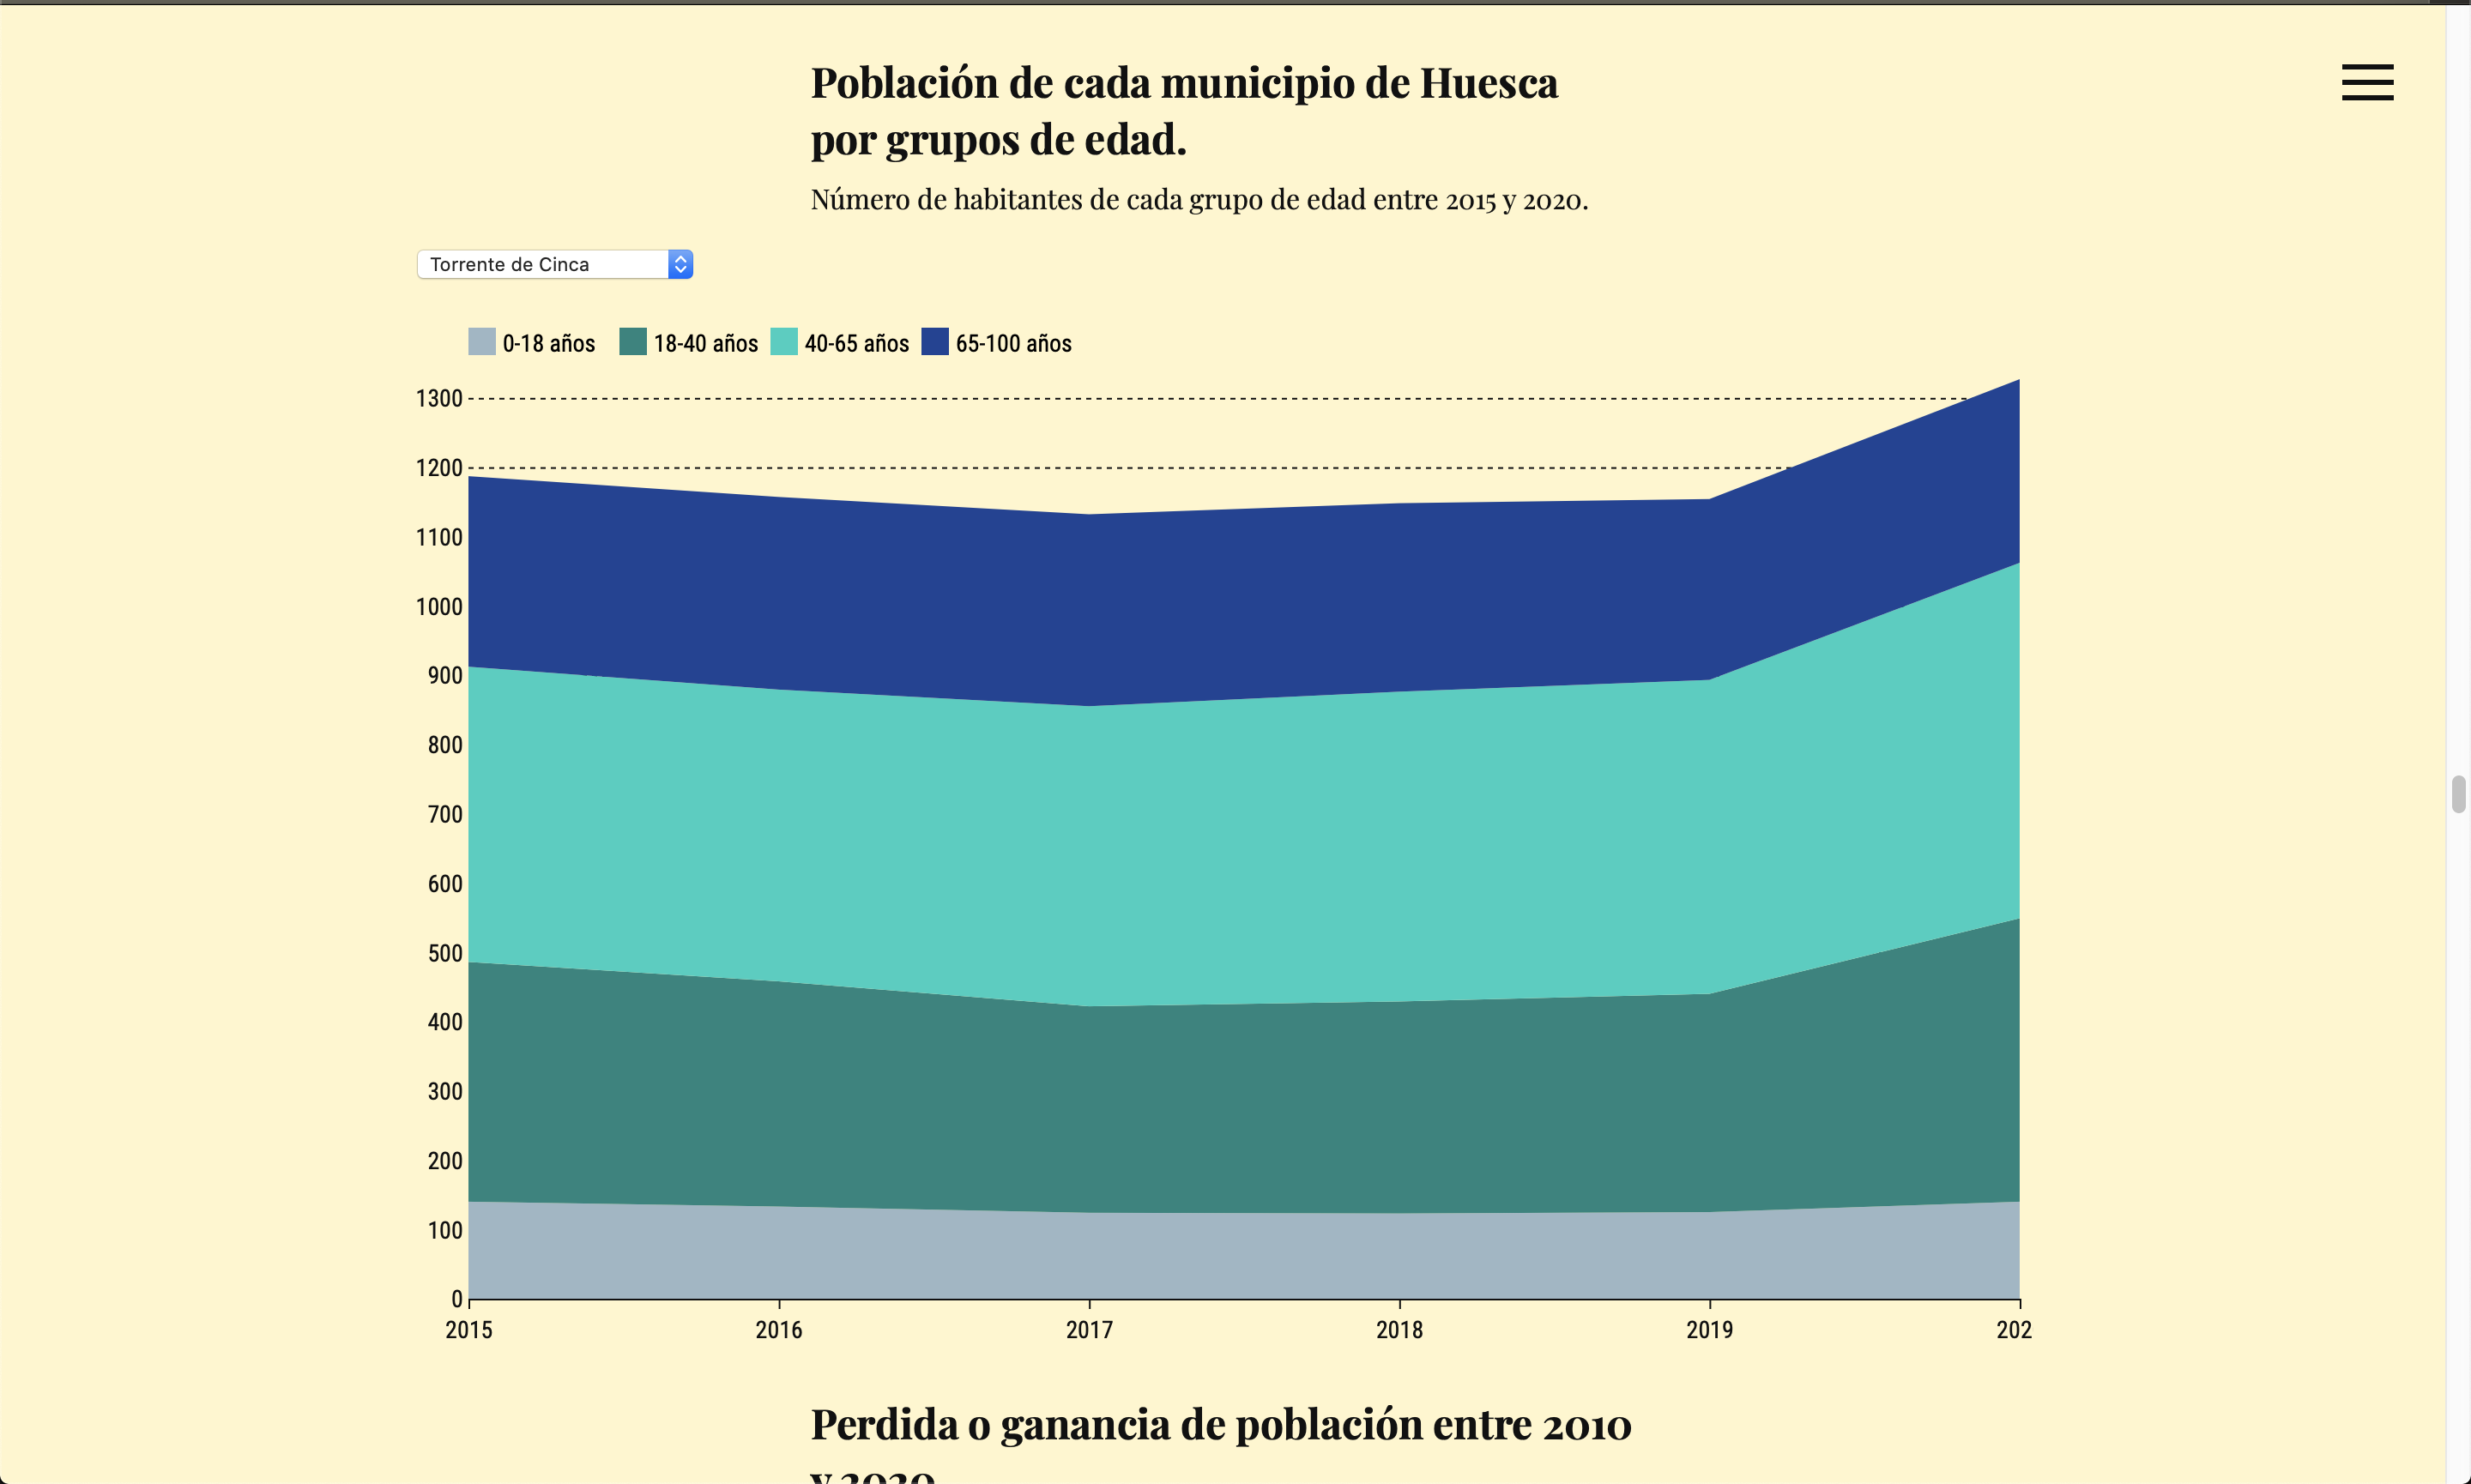 Población de cada municipio de Huesca
por grupos de edad.
Número de habitantes de cada grupo de edad entre 2015 y 2020.
Torrente de Cinca
0-18 años 18-40 años 40-65 años 65-100 años
1300
1200
1100
1000
900
800
700
600
500
400
300
200
100
0
2015 2016 2017 2018 2019 202
Perdida o ganancia de población entre 2010
y 2020